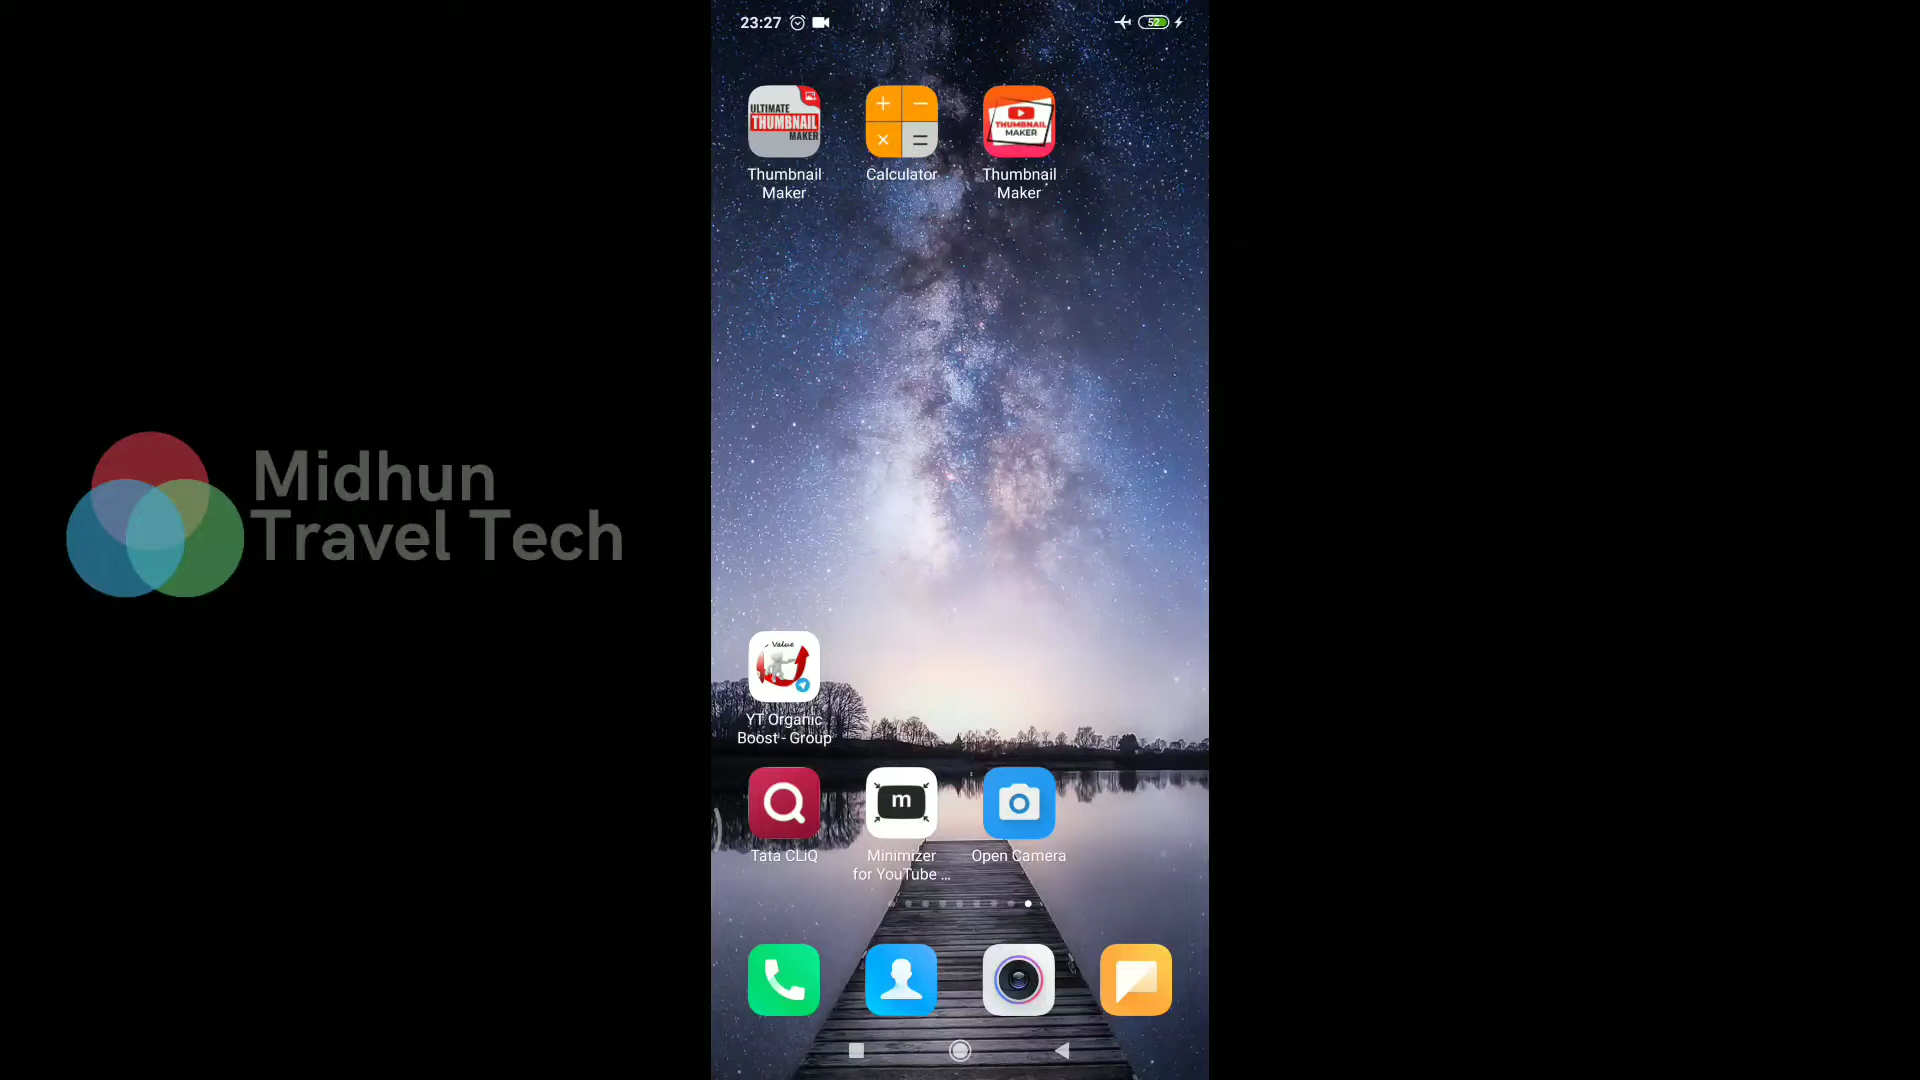 23:27
52
ULTIMATE
THUMBNAIL
MAKER
THUMBNAIL
MAKER
Thumbnail
Maker
Calculator
Thumbnail
Maker
Midhun
Travel Tech
Value
YT Organic
Boost - Group
m
Tata CLiQ
Minimizer
for YouTube ...
Open Camera